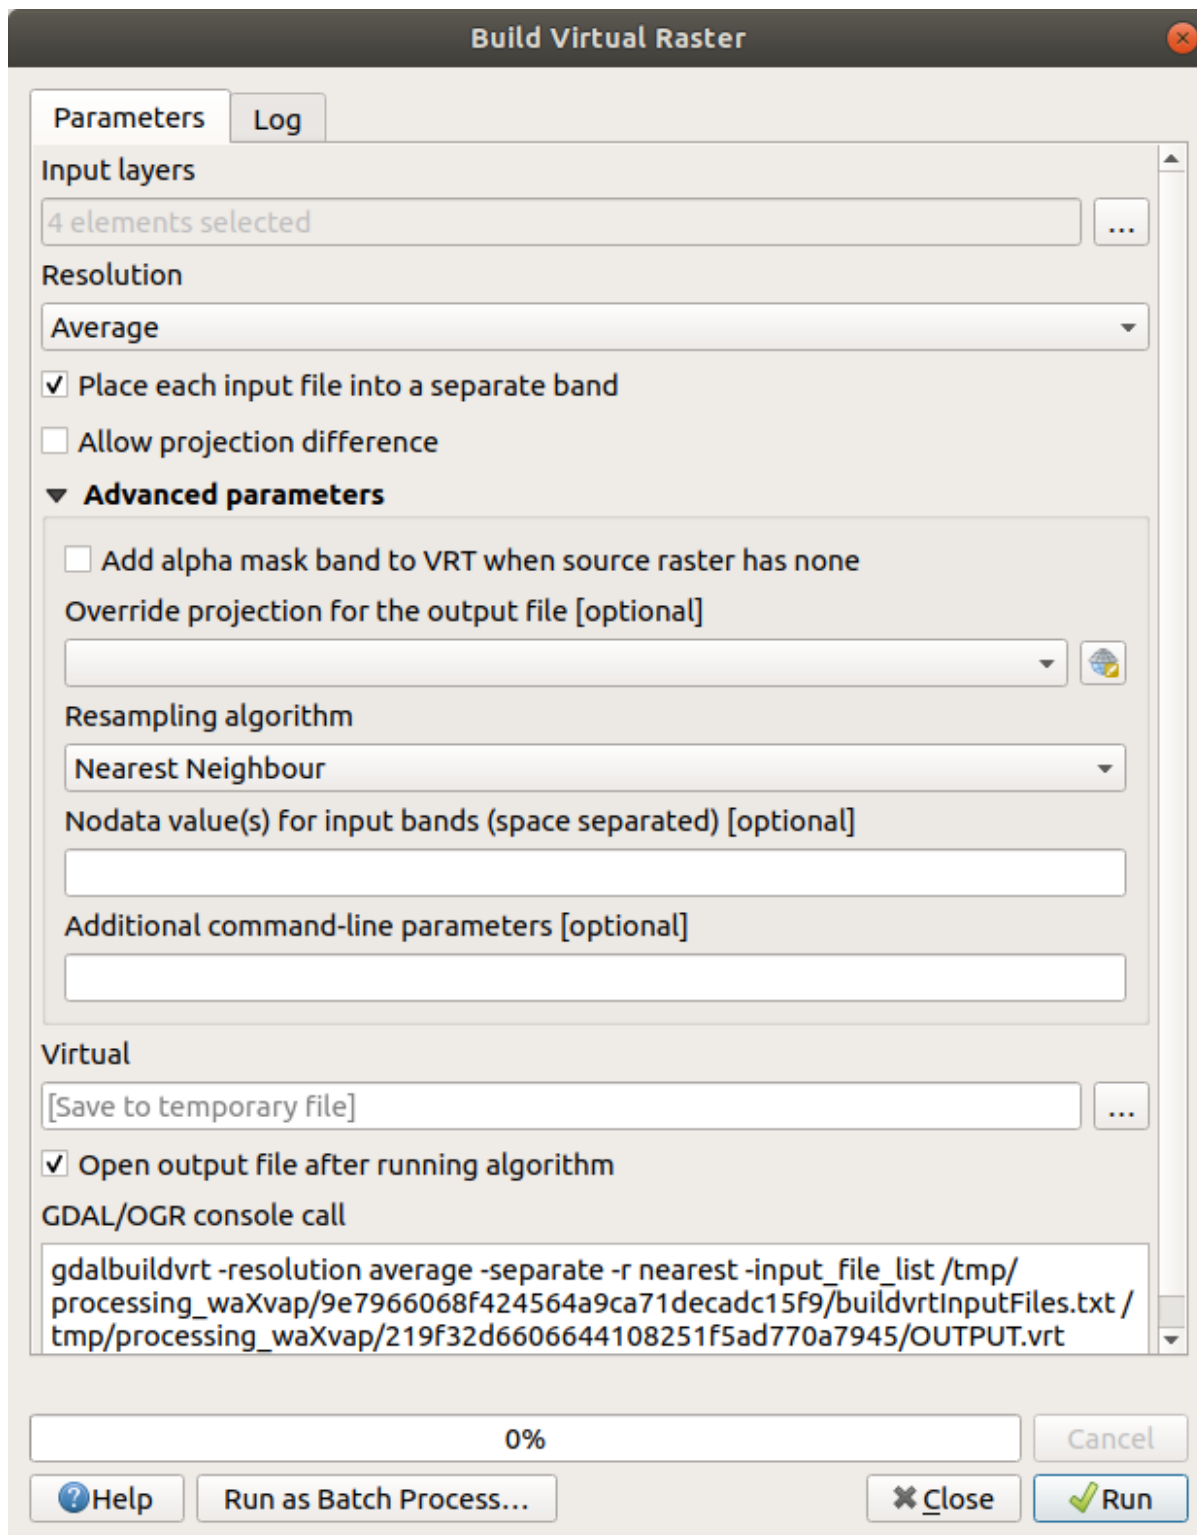 Build Virtual Raster
Parameters
Log
Input layers
4 elements selected
...
Resolution
Average
Place each input file into a separate band
Allow projection difference
Advanced parameters
Add alpha mask band to VRT when source raster has none
Override projection for the output file [optional]
Resampling algorithm
Nearest Neighbour
Nodata value(s) for input bands (space separated) [optional]
Additional command-line parameters [optional]
Virtual
[Save to temporary file]
...
Open output file after running algorithm
GDAL/OGR console call
gdalbuildvrt -resolution average -separate -r nearest -input_file_list /tmp/
processing_waXvap/9e7966068f424564a9ca71decadc15f9/buildvrtInputFiles.txt /
tmp/processing_waXvap/219f32d6606644108251f5ad770a7945/OUTPUT.vrt
0%
Cancel
Help
Run as Batch Process...
Close
Run